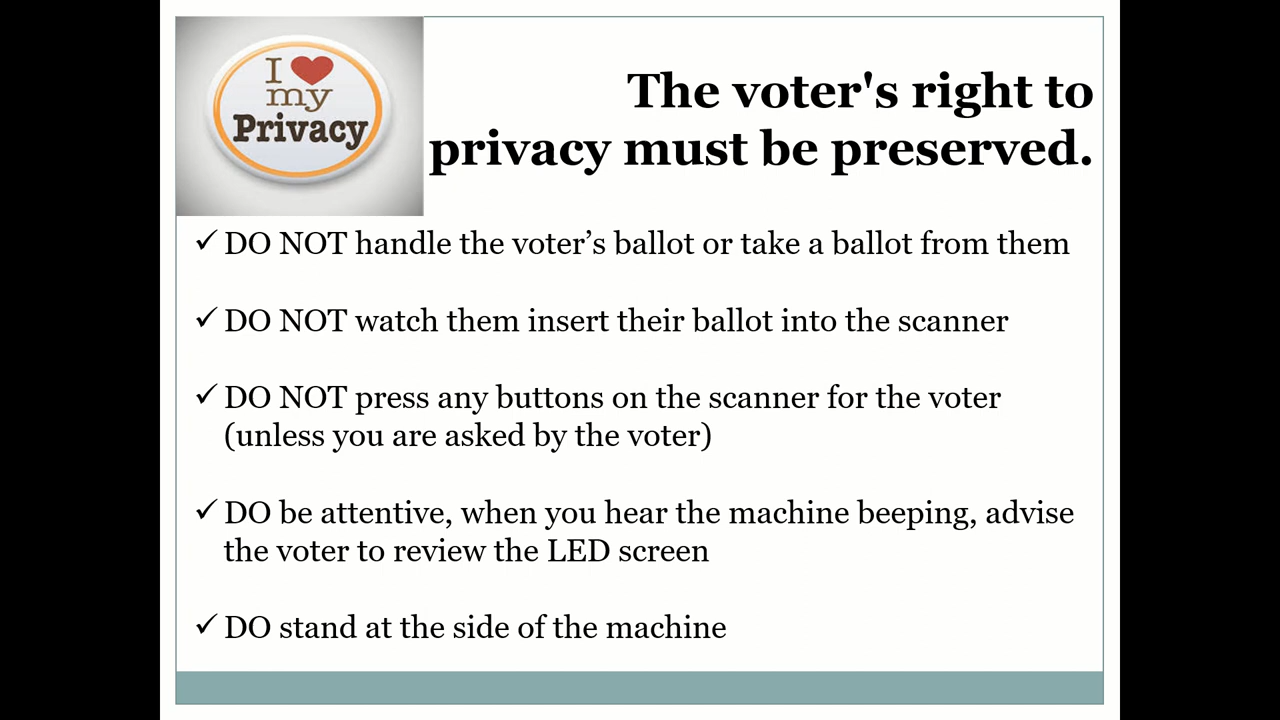 I ❤ my
Privacy
The voter's right to
privacy must be preserved.
✓ DO NOT handle the voter’s ballot or take a ballot from them
✓ DO NOT watch them insert their ballot into the scanner
✓ DO NOT press any buttons on the scanner for the voter
(unless you are asked by the voter)
✓ DO be attentive, when you hear the machine beeping, advise
the voter to review the LED screen
✓ DO stand at the side of the machine